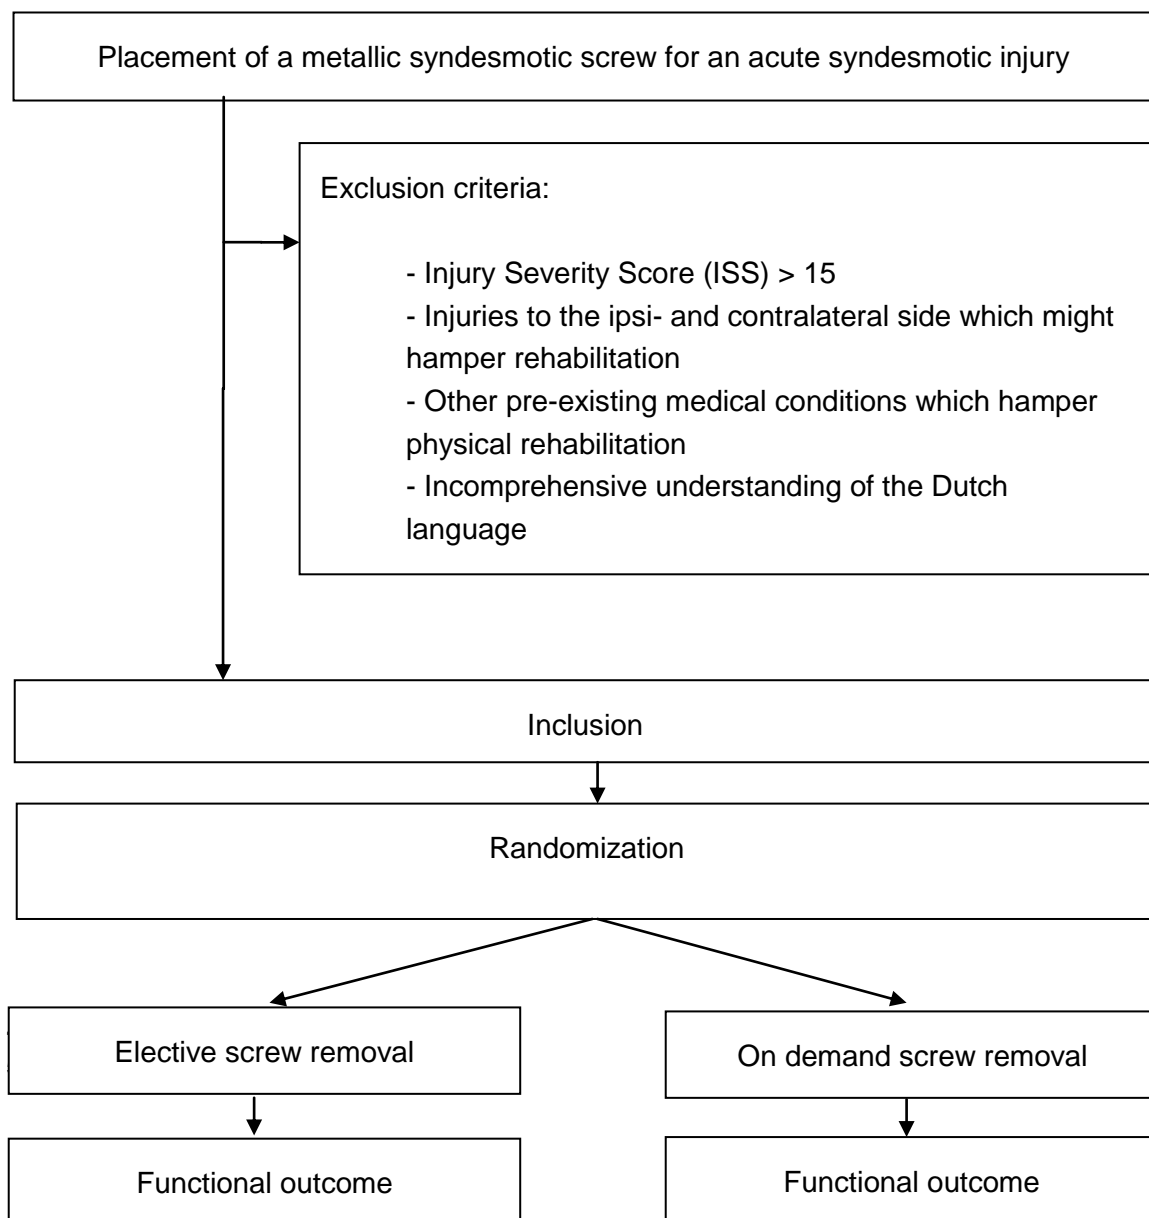 Placement of a metallic syndesmotic screw for an acute syndesmotic injury
Exclusion criteria:
- Injury Severity Score (ISS) > 15
- Injuries to the ipsi- and contralateral side which might
hamper rehabilitation
- Other pre-existing medical conditions which hamper
physical rehabilitation
- Incomprehensive understanding of the Dutch
language
Inclusion
Randomization
Elective screw removal
On demand screw removal
Functional outcome
Functional outcome